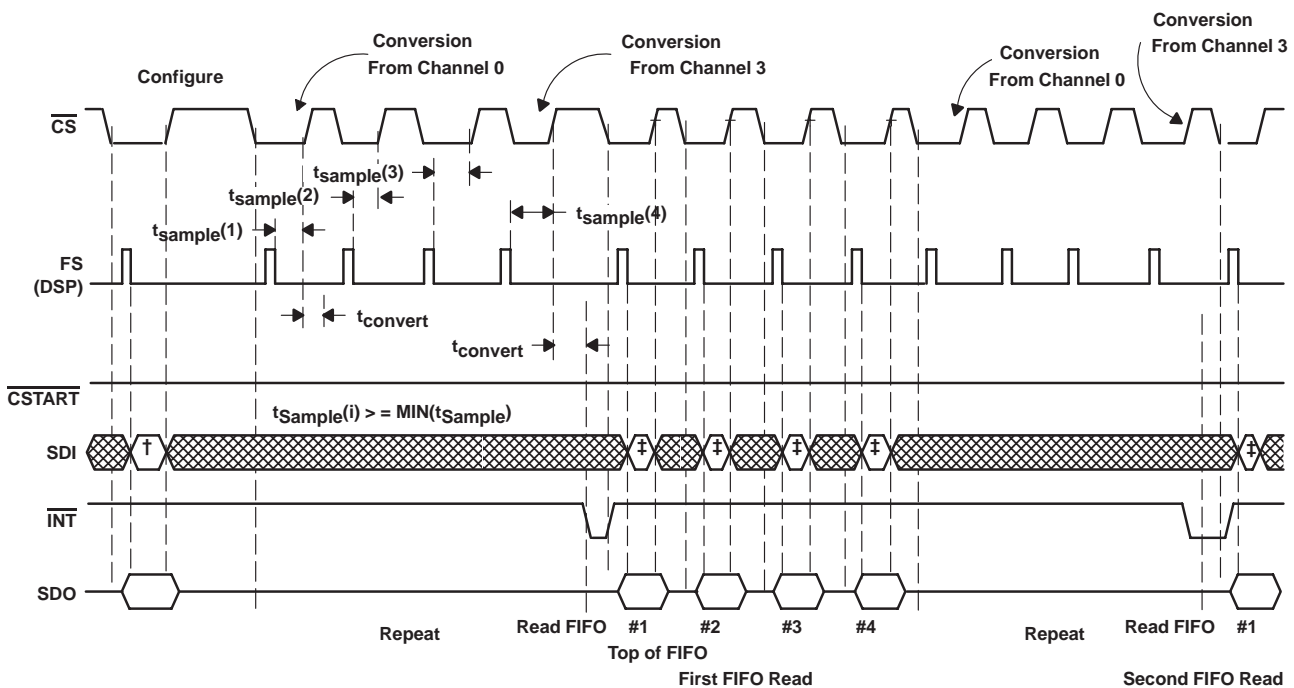 Configure
Conversion
From Channel 0
Conversion
From Channel 3
Conversion
From Channel 0
Conversion
From Channel 3
CS
tsample(3)
tsample(2)
tsample(4)
tsample(1)
FS
(DSP)
tconvert
tconvert
CSTART
tSample(i) > = MIN(tSample)
SDI
†
‡
‡
‡
‡
‡
INT
SDO
Repeat
Read FIFO #1 #2 #3 #4
Repeat
Read FIFO #1
Top of FIFO
First FIFO Read
Second FIFO Read